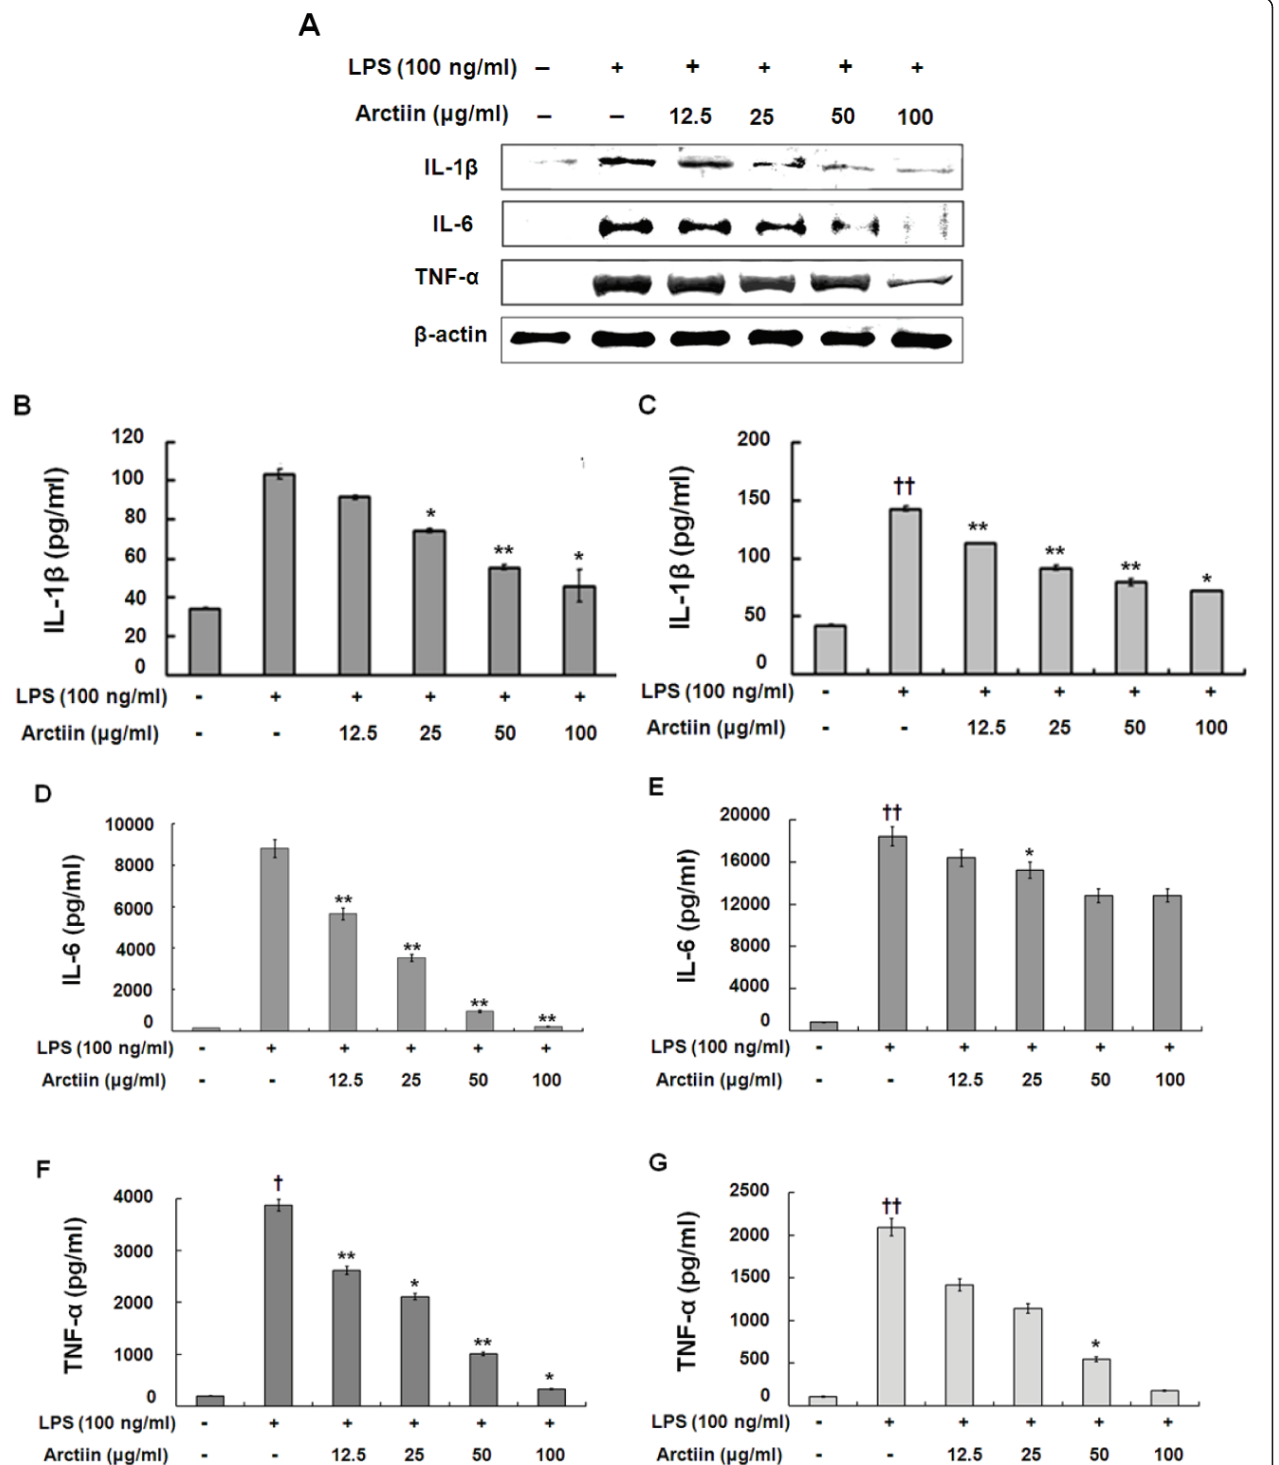 A
LPS (100 ng/ml) – + + + + +
Arctiin (μg/ml) – – 12.5 25 50 100
IL-1β
IL-6
TNF-α
β-actin
B
120
100
80
60
40
20
0
IL-1β (pg/ml)
*
**
*
LPS (100 ng/ml) - + + + + +
Arctiin (μg/ml) - - 12.5 25 50 100
C
200
150
100
50
0
IL-1β (pg/ml)
††
**
**
**
*
LPS (100 ng/ml) - + + + + +
Arctiin (μg/ml) - - 12.5 25 50 100
D
10000
8000
6000
4000
2000
0
IL-6 (pg/ml)
**
**
**
**
LPS (100 ng/ml) - + + + + +
Arctiin (μg/ml) - - 12.5 25 50 100
E
20000
16000
12000
8000
4000
0
IL-6 (pg/ml)
††
*
LPS (100 ng/ml) - + + + + +
Arctiin (μg/ml) - - 12.5 25 50 100
F
4000
3000
2000
1000
0
TNF-α (pg/ml)
†
**
*
**
*
LPS (100 ng/ml) - + + + + +
Arctiin (μg/ml) - - 12.5 25 50 100
G
2500
2000
1500
1000
500
0
TNF-α (pg/ml)
††
*
LPS (100 ng/ml) - + + + + +
Arctiin (μg/ml) - - 12.5 25 50 100